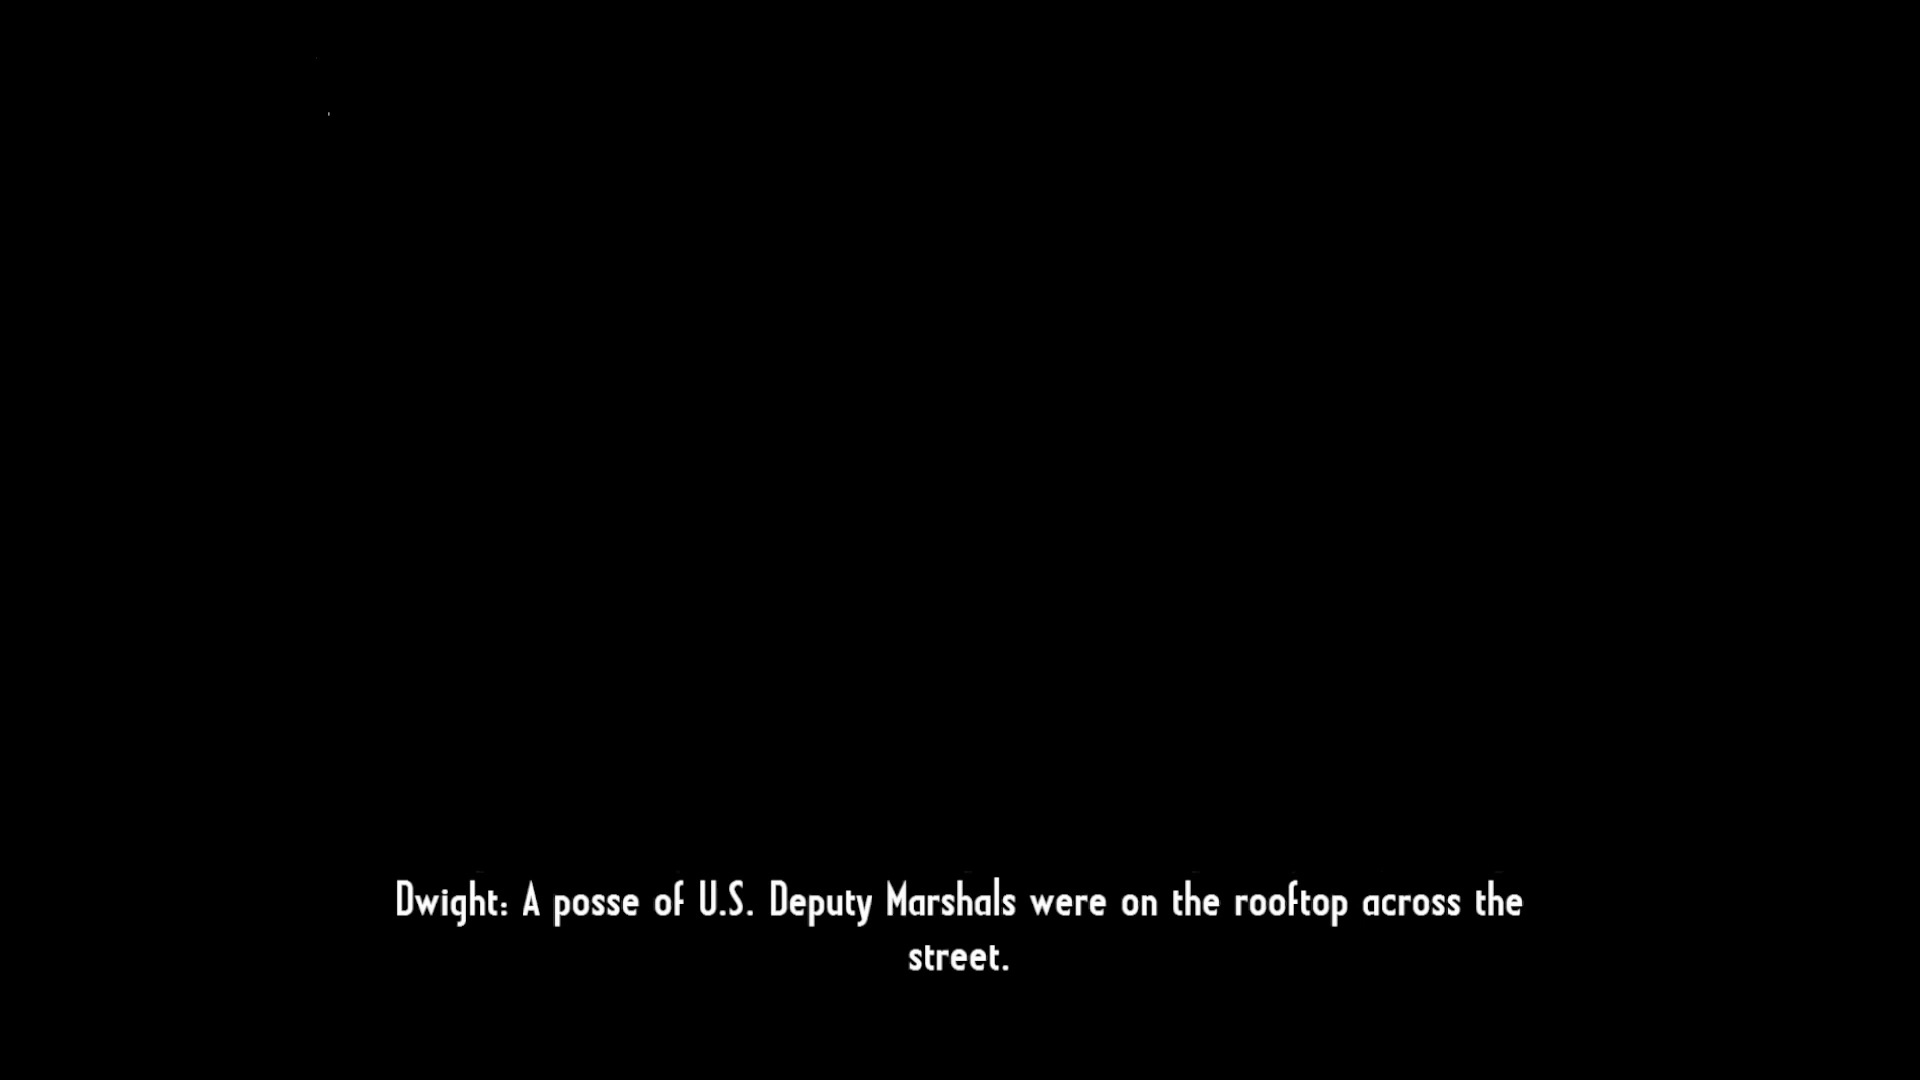 Dwight: A posse of U.S. Deputy Marshals were on the rooftop across the
street.